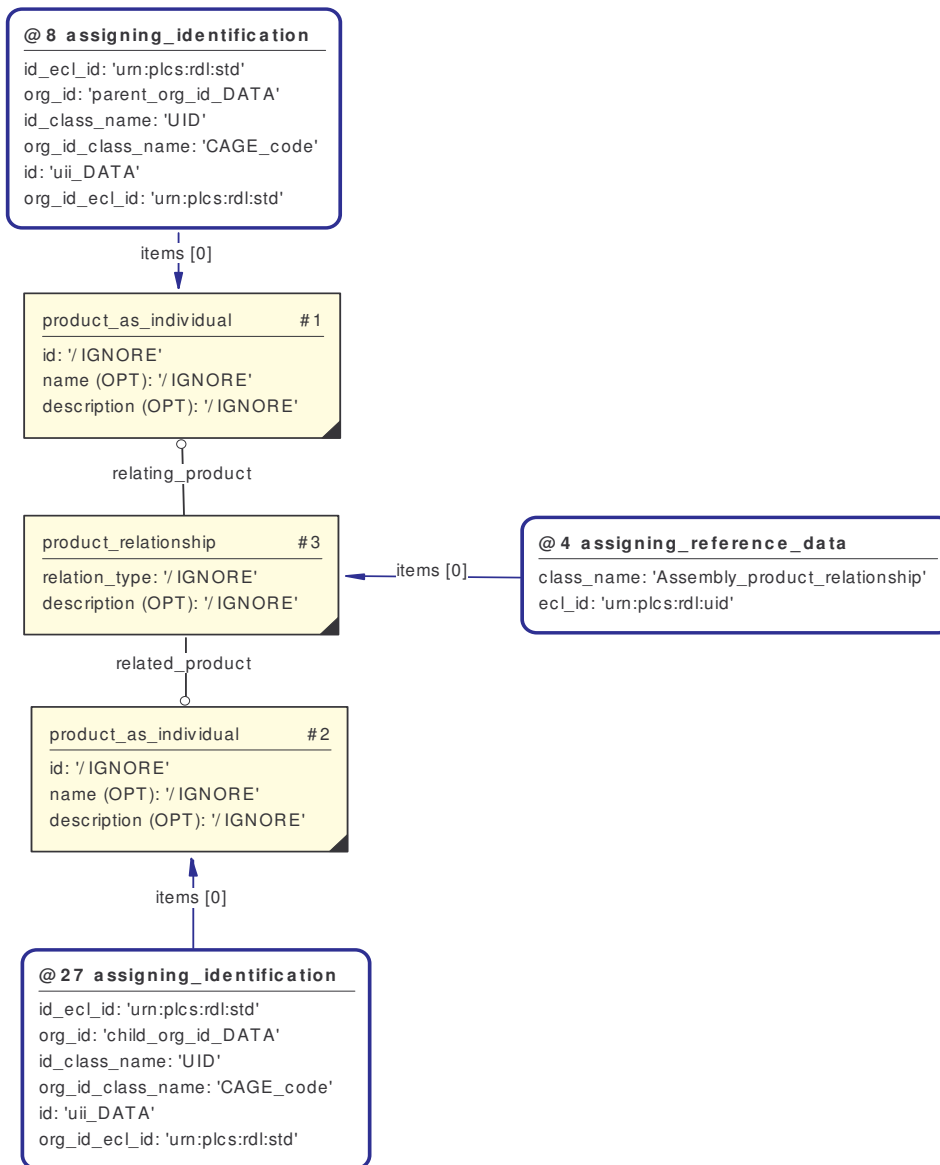 @8 assigning_identification
id_ecl_id: 'urn:plcs:rdl:std'
org_id: 'parent_org_id_DATA'
id_class_name: 'UID'
org_id_class_name: 'CAGE_code'
id: 'uii_DATA'
org_id_ecl_id: 'urn:plcs:rdl:std'
items [0]
product_as_individual #1
id: '/IGNORE'
name (OPT): '/IGNORE'
description (OPT): '/IGNORE'
relating_product
product_relationship #3
relation_type: '/IGNORE'
description (OPT): '/IGNORE'
items [0]
@4 assigning_reference_data
class_name: 'Assembly_product_relationship'
ecl_id: 'urn:plcs:rdl:uid'
related_product
product_as_individual #2
id: '/IGNORE'
name (OPT): '/IGNORE'
description (OPT): '/IGNORE'
items [0]
@27 assigning_identification
id_ecl_id: 'urn:plcs:rdl:std'
org_id: 'child_org_id_DATA'
id_class_name: 'UID'
org_id_class_name: 'CAGE_code'
id: 'uii_DATA'
org_id_ecl_id: 'urn:plcs:rdl:std'